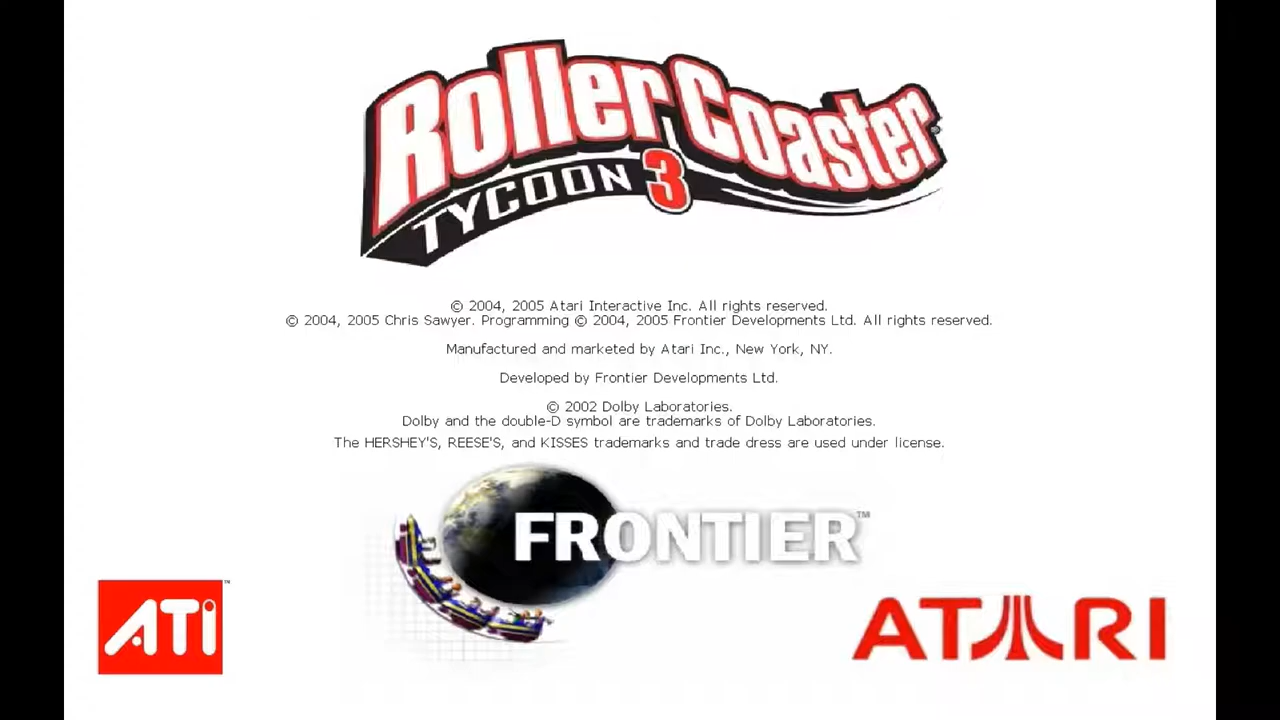 RollerCoaster®
TYCOON 3
© 2004, 2005 Atari Interactive Inc. All rights reserved.
© 2004, 2005 Chris Sawyer. Programming © 2004, 2005 Frontier Developments Ltd. All rights reserved.
Manufactured and marketed by Atari Inc., New York, NY.
Developed by Frontier Developments Ltd.
© 2002 Dolby Laboratories.
Dolby and the double-D symbol are trademarks of Dolby Laboratories.
The HERSHEY'S, REESE'S, and KISSES trademarks and trade dress are used under license.
FRONTIER™
ATi™
ATARI